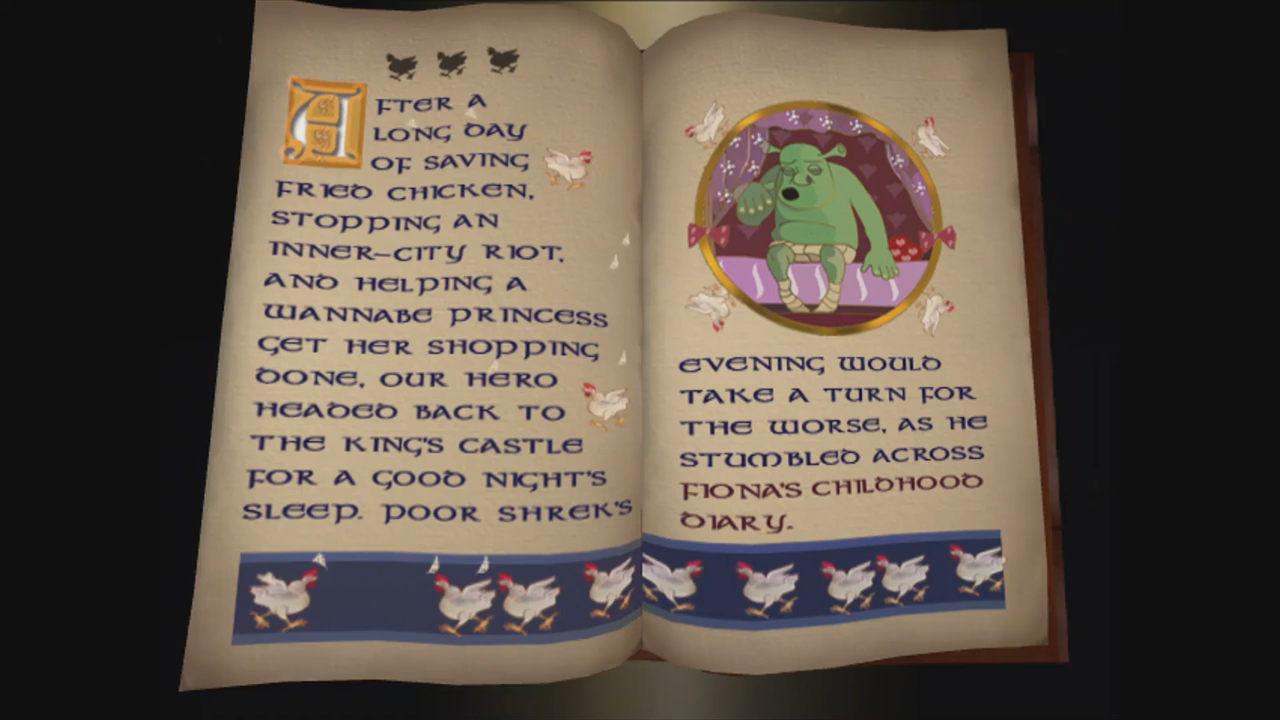 AFTER A
LONG DAY
OF SAVING
FRIED CHICKEN,
STOPPING AN
INNER-CITY RIOT,
AND HELPING A
WANNABE PRINCESS
GET HER SHOPPING
DONE, OUR HERO
HEADED BACK TO
THE KING'S CASTLE
FOR A GOOD NIGHT'S
SLEEP. POOR SHREK'S
EVENING WOULD
TAKE A TURN FOR
THE WORSE, AS HE
STUMBLED ACROSS
FIONA'S CHILDHOOD
DIARY.